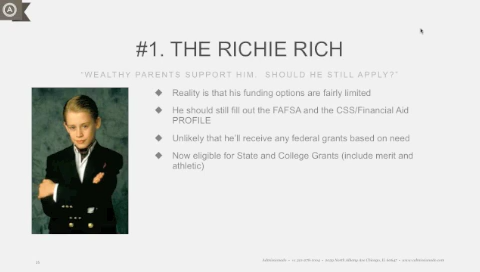 A
#1. THE RICHIE RICH
"WEALTHY PARENTS SUPPORT HIM. SHOULD HE STILL APPLY?"
Reality is that his funding options are fairly limited
He should still fill out the FAFSA and the CSS/Financial Aid
PROFILE
Unlikely that he'll receive any federal grants based on need
Now eligible for State and College Grants (include merit and
athletic)